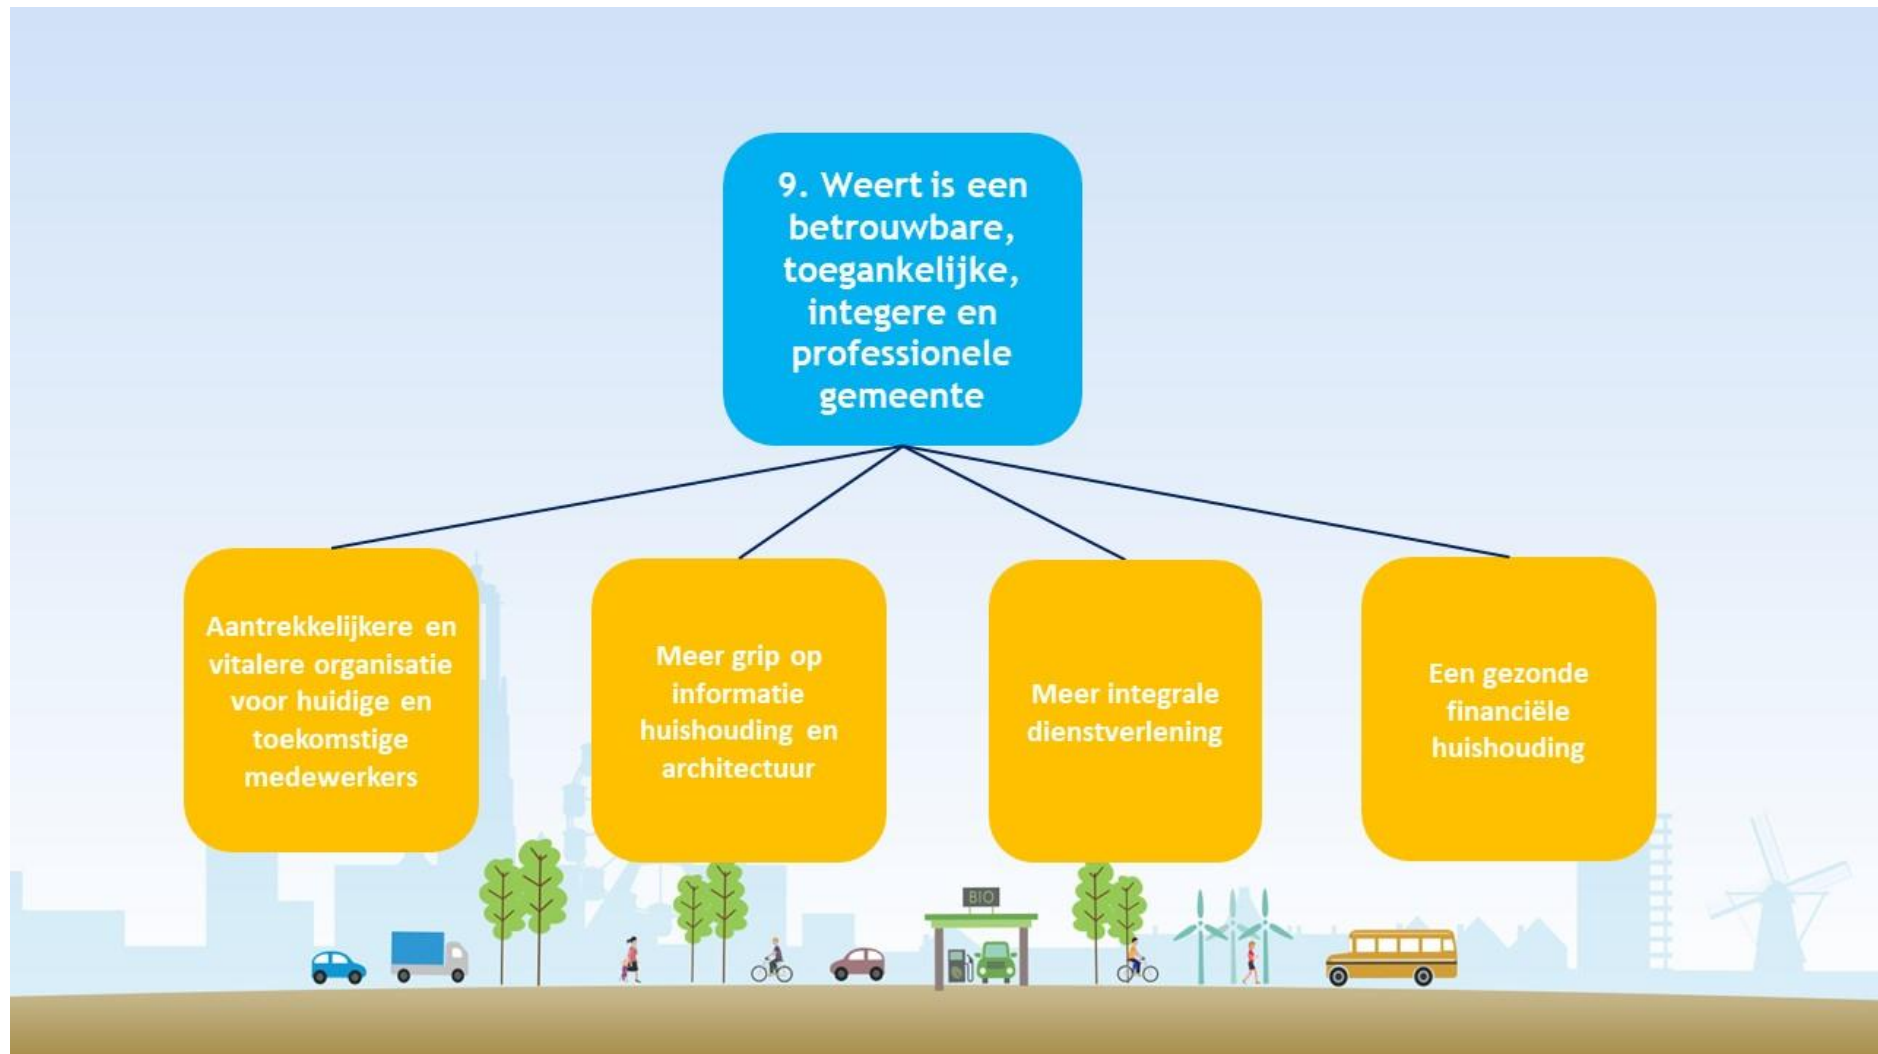 9. Weert is een
betrouwbare,
toegankelijke,
integere en
professionele
gemeente
Aantrekkelijkere en
vitalere organisatie
voor huidige en
toekomstige
medewerkers
Meer grip op
informatie
huishouding en
architectuur
Meer integrale
dienstverlening
Een gezonde
financiële
huishouding
BIO